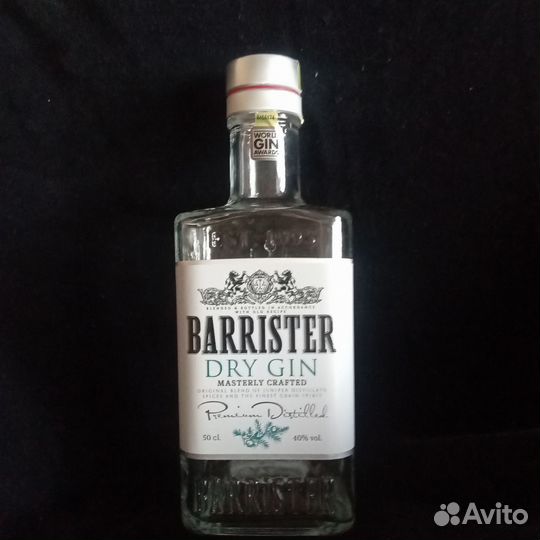 WORLD
GIN
AWARDS
BLENDED & BOTTLED IN ACCORDANCE
WITH OLD RECIPE
BARRISTER
DRY GIN
MASTERLY CRAFTED
ORIGINAL BLEND OF JUNIPER DISTILLATE,
SPICES AND THE FINEST GRAIN SPIRIT
Premium Distilled
50 cl. 40% vol.
BARRISTER
Avito